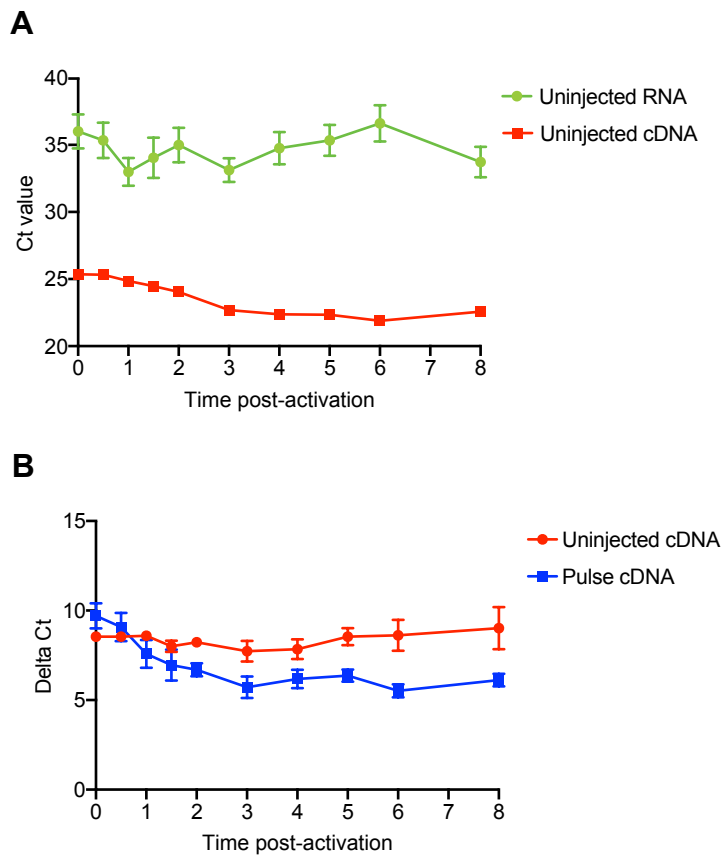 A
40
35
30
25
20
Ct value
0 1 2 3 4 5 6 7 8
Time post-activation
Uninjected RNA
Uninjected cDNA
B
15
10
5
0
Delta Ct
0 1 2 3 4 5 6 7 8
Time post-activation
Uninjected cDNA
Pulse cDNA